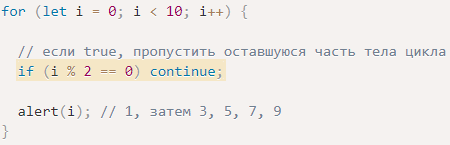 for (let i = 0; i < 10; i++) {
// если true, пропустить оставшуюся часть тела цикла
if (i % 2 == 0) continue;
alert(i); // 1, затем 3, 5, 7, 9
}